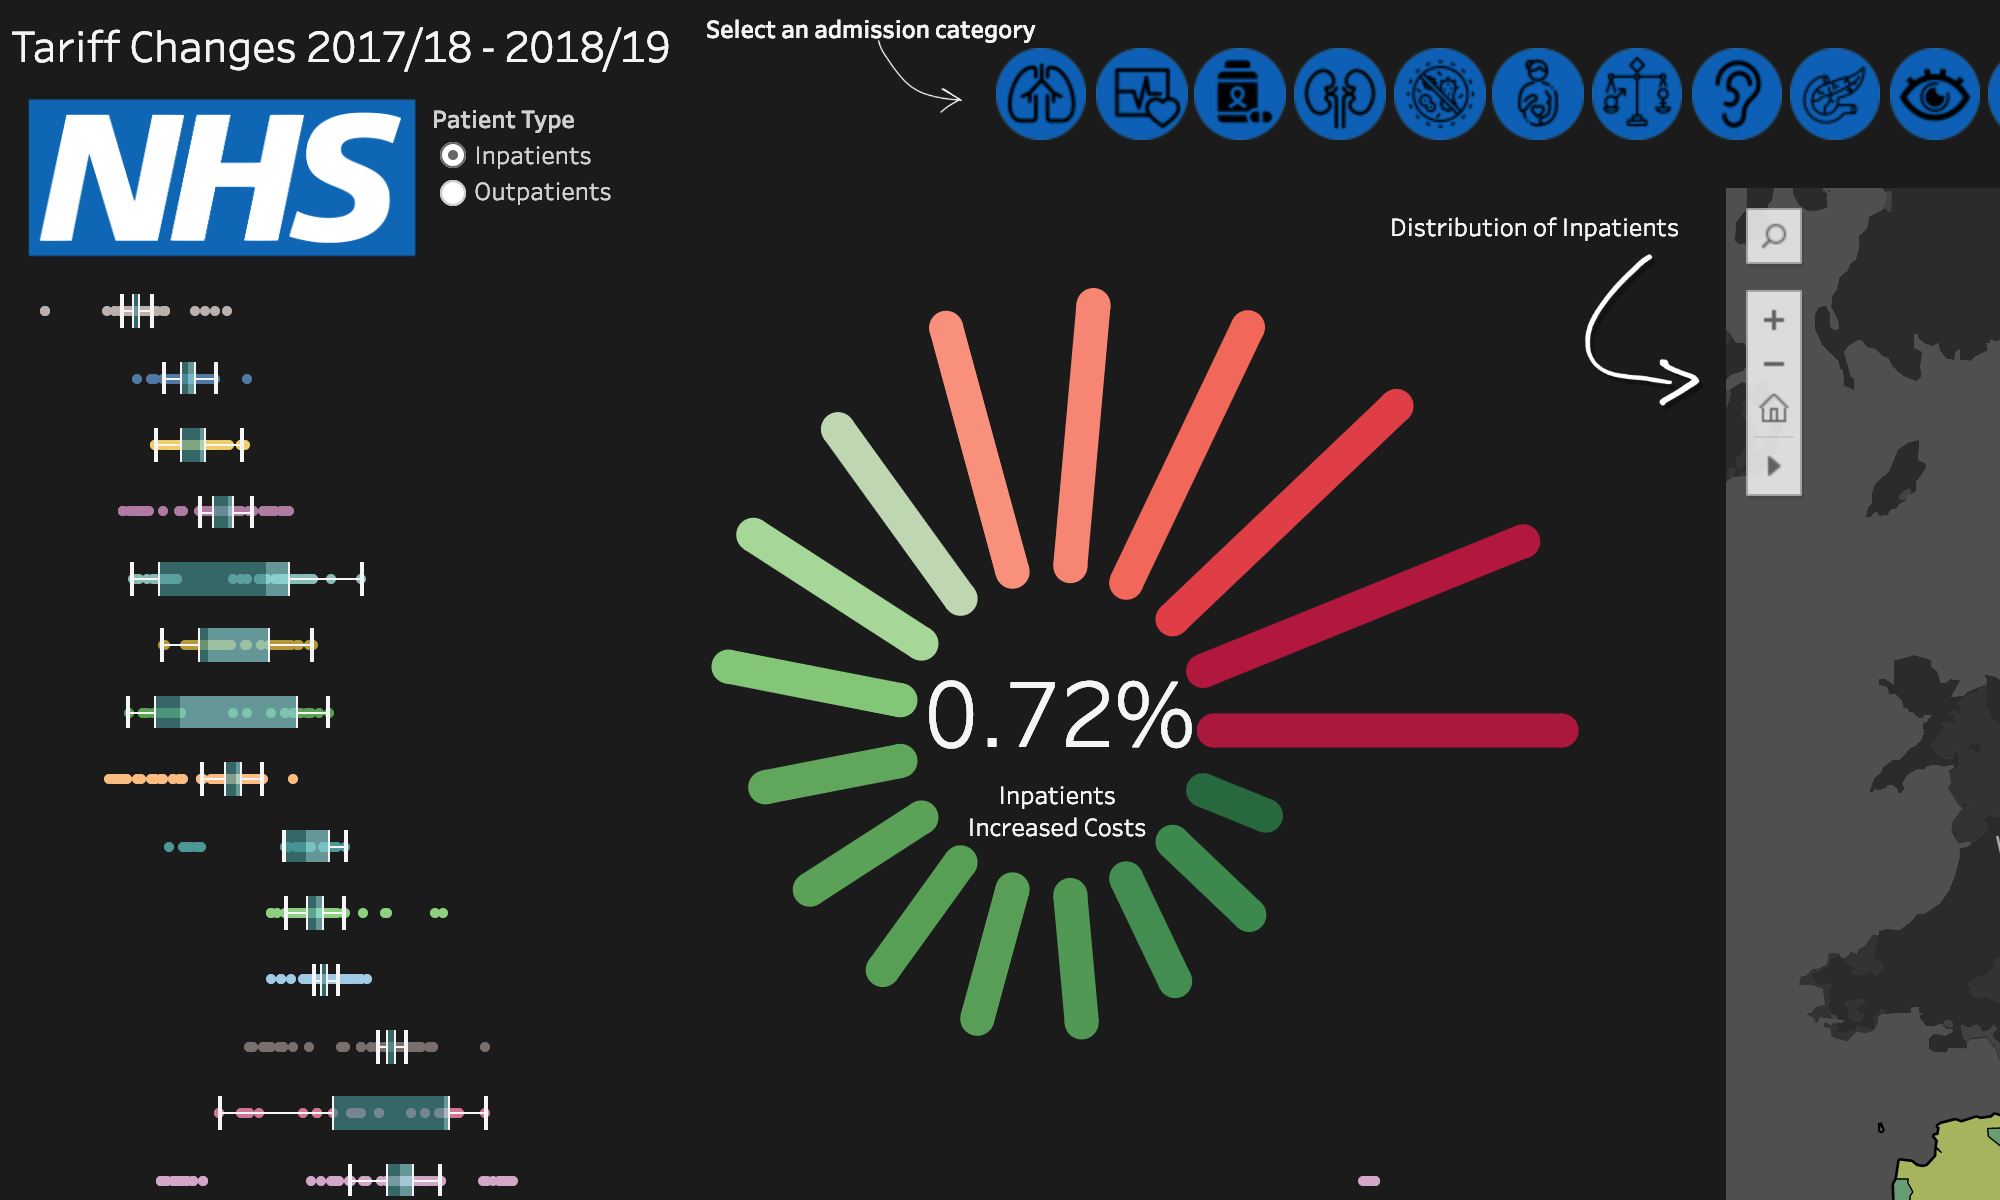 Tariff Changes 2017/18 - 2018/19
Select an admission category
NHS
Patient Type
Inpatients
Outpatients
Distribution of Inpatients
0.72%
Inpatients
Increased Costs